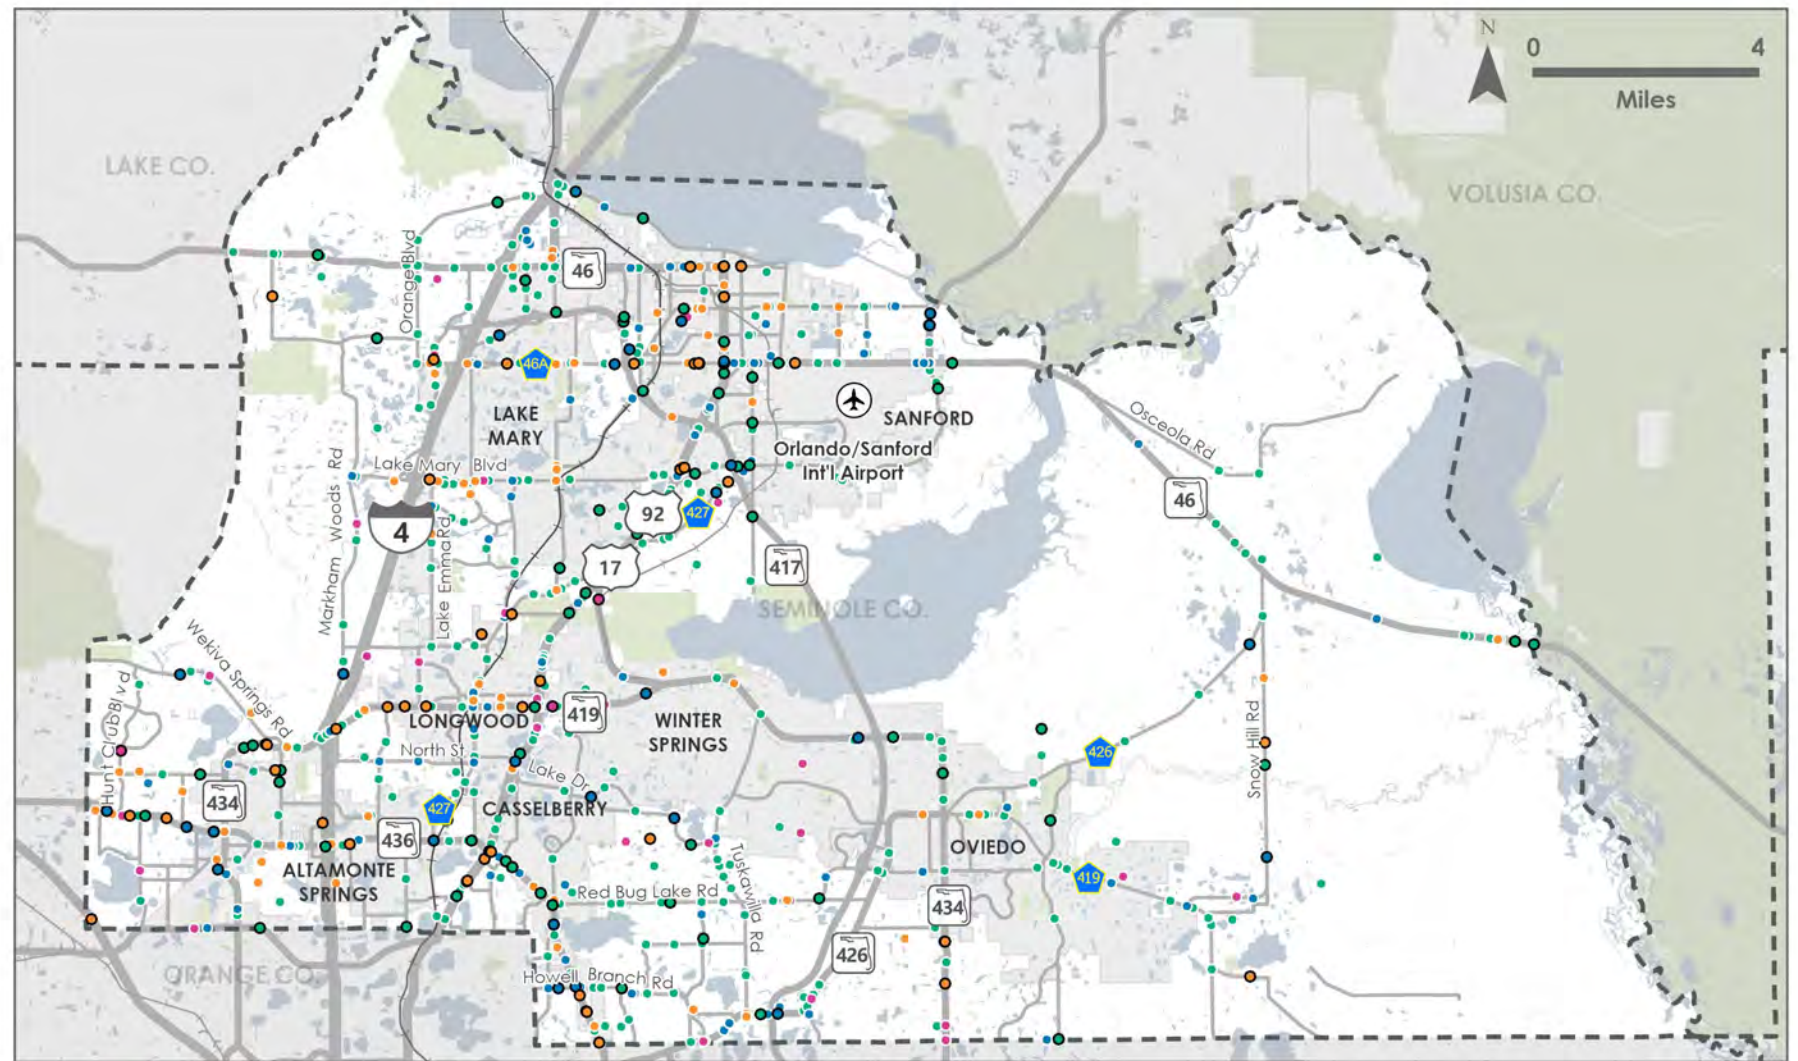 N
0 4
Miles
LAKE CO.
VOLUSIA CO.
Orange Blvd
46
46A
LAKE
MARY
SANFORD
Orlando/Sanford
Int'l Airport
Osceola Rd
46
Lake Mary Blvd
Markham Woods Rd
4
92
427
Lake Emma Rd
17
417
SEMINOLE CO.
Wekiva Springs Rd
Hunt Club Blvd
LONGWOOD
419
WINTER
SPRINGS
North St
Lake Dr
426
Snow Hill Rd
434
427
CASSELBERRY
436
OVIEDO
ALTAMONTE
SPRINGS
Tuskawilla Rd
419
Red Bug Lake Rd
434
426
ORANGE CO.
Howell Branch Rd